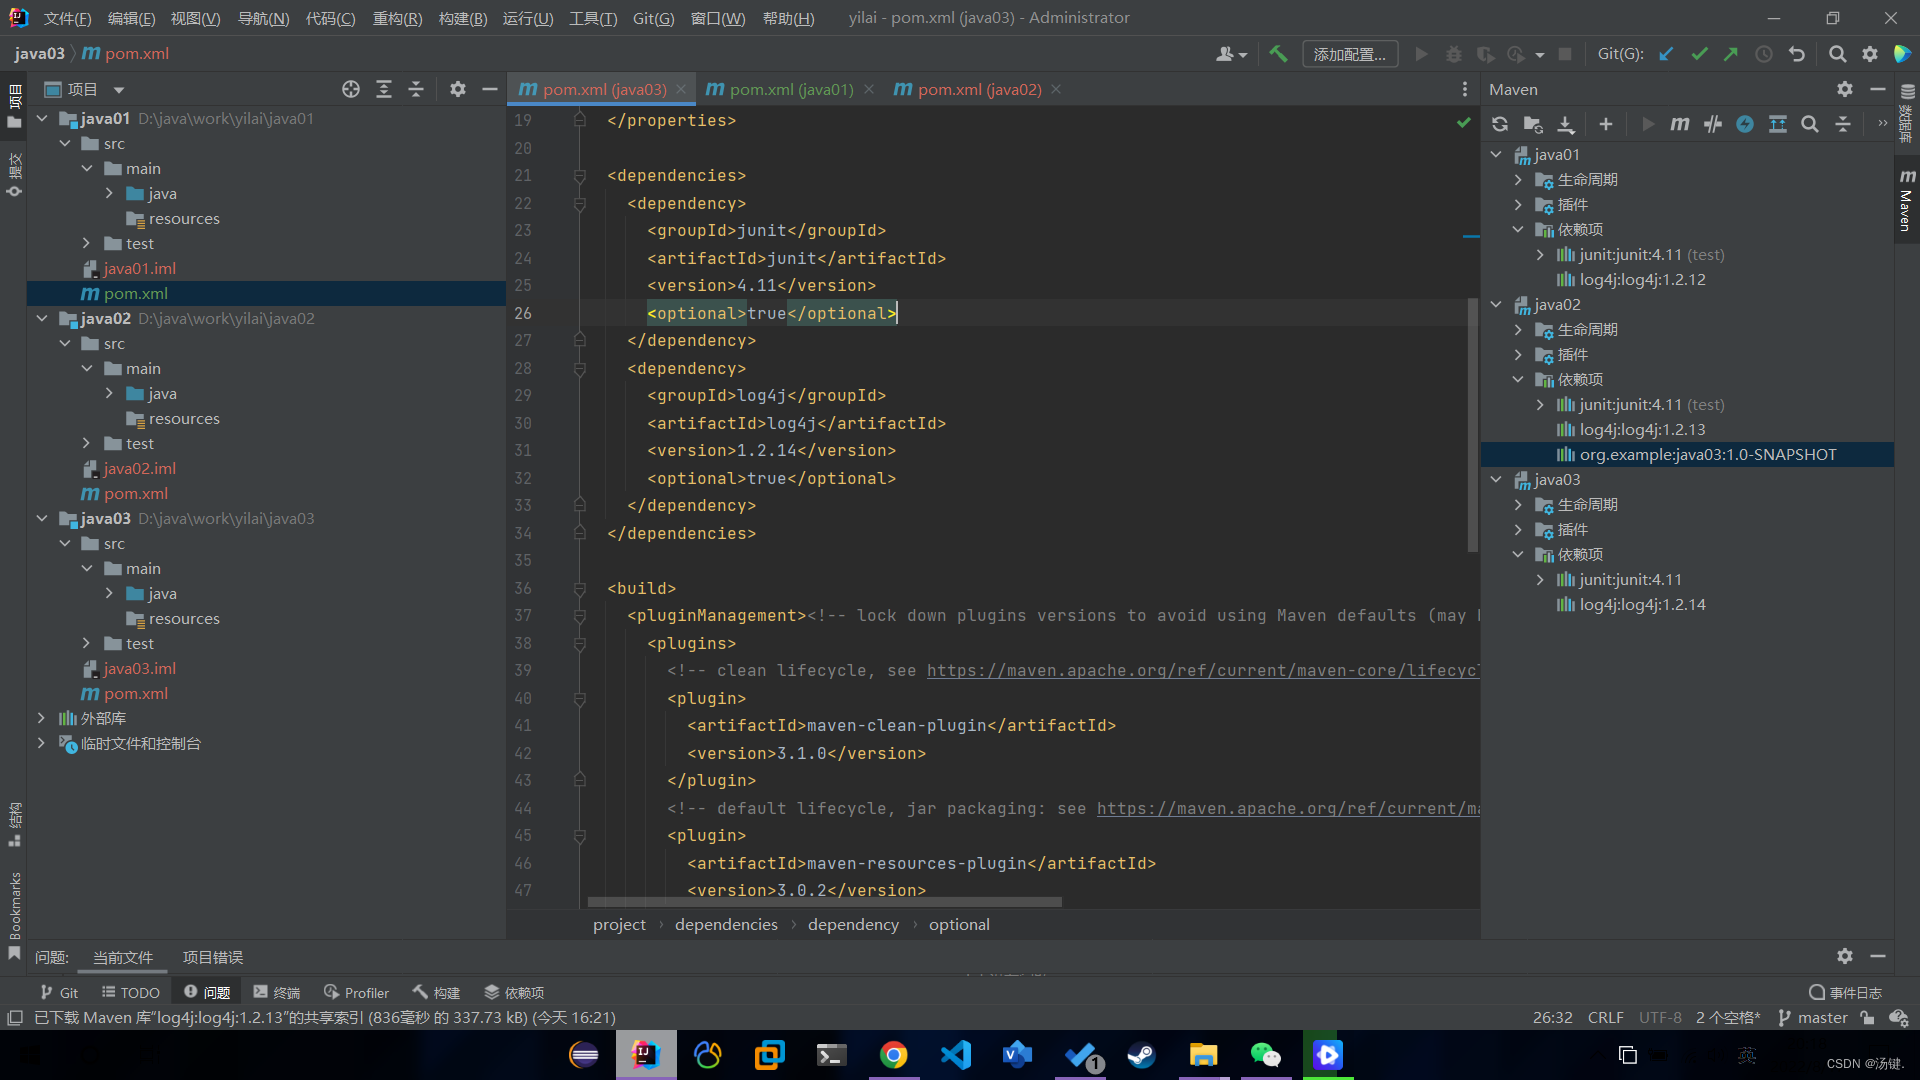 文件(F) 编辑(E) 视图(V) 导航(N) 代码(C) 重构(R) 构建(B) 运行(U) 工具(T) Git(G) 窗口(W) 帮助(H) yilai - pom.xml (java03) - Administrator
java03 pom.xml
添加配置...
Git(G):
项目
pom.xml (java03)
pom.xml (java01)
pom.xml (java02)
Maven
项目
提交
结构
Bookmarks
数据库
Maven
java01 D:\java\work\yilai\java01
src
main
java
resources
test
java01.iml
pom.xml
java02 D:\java\work\yilai\java02
src
main
java
resources
test
java02.iml
pom.xml
java03 D:\java\work\yilai\java03
src
main
java
resources
test
java03.iml
pom.xml
外部库
临时文件和控制台
19 </properties>
20
21 <dependencies>
22 <dependency>
23 <groupId>junit</groupId>
24 <artifactId>junit</artifactId>
25 <version>4.11</version>
26 <optional>true</optional>
27 </dependency>
28 <dependency>
29 <groupId>log4j</groupId>
30 <artifactId>log4j</artifactId>
31 <version>1.2.14</version>
32 <optional>true</optional>
33 </dependency>
34 </dependencies>
35
36 <build>
37 <pluginManagement><!-- lock down plugins versions to avoid using Maven defaults (may
38 <plugins>
39 <!-- clean lifecycle, see https://maven.apache.org/ref/current/maven-core/lifecycl
40 <plugin>
41 <artifactId>maven-clean-plugin</artifactId>
42 <version>3.1.0</version>
43 </plugin>
44 <!-- default lifecycle, jar packaging: see https://maven.apache.org/ref/current/ma
45 <plugin>
46 <artifactId>maven-resources-plugin</artifactId>
47 <version>3.0.2</version>
project › dependencies › dependency › optional
java01
生命周期
插件
依赖项
junit:junit:4.11 (test)
log4j:log4j:1.2.12
java02
生命周期
插件
依赖项
junit:junit:4.11 (test)
log4j:log4j:1.2.13
org.example:java03:1.0-SNAPSHOT
java03
生命周期
插件
依赖项
junit:junit:4.11
log4j:log4j:1.2.14
问题: 当前文件 项目错误
Git TODO 问题 终端 Profiler 构建 依赖项 事件日志
已下载 Maven 库“log4j:log4j:1.2.13”的共享索引 (836毫秒 的 337.73 kB) (今天 16:21) 26:32 CRLF UTF-8 2 个空格* master
1
英
CSDN @汤键.